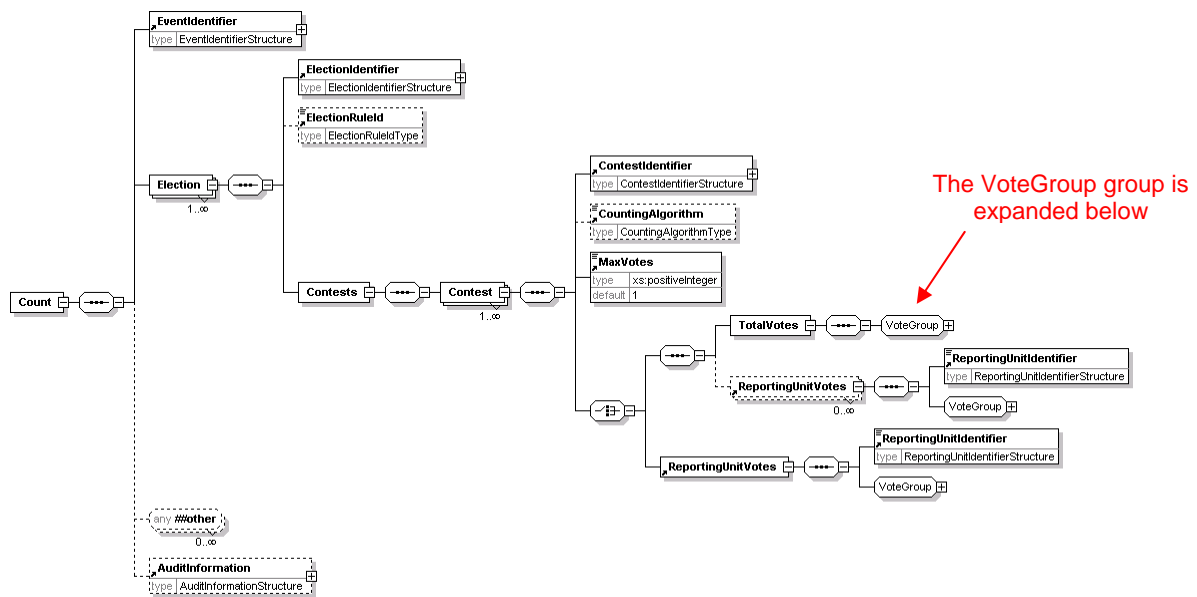 EventIdentifier
type EventIdentifierStructure
ElectionIdentifier
type ElectionIdentifierStructure
ElectionRuleId
type ElectionRuleIdType
Election
1..∞
ContestIdentifier
type ContestIdentifierStructure
CountingAlgorithm
type CountingAlgorithmType
The VoteGroup group is
expanded below
MaxVotes
type xs:positiveInteger
default 1
Count
Contests
Contest
1..∞
TotalVotes
VoteGroup
ReportingUnitVotes
0..∞
ReportingUnitIdentifier
type ReportingUnitIdentifierStructure
VoteGroup
ReportingUnitVotes
ReportingUnitIdentifier
type ReportingUnitIdentifierStructure
VoteGroup
any ##other
0..∞
AuditInformation
type AuditInformationStructure